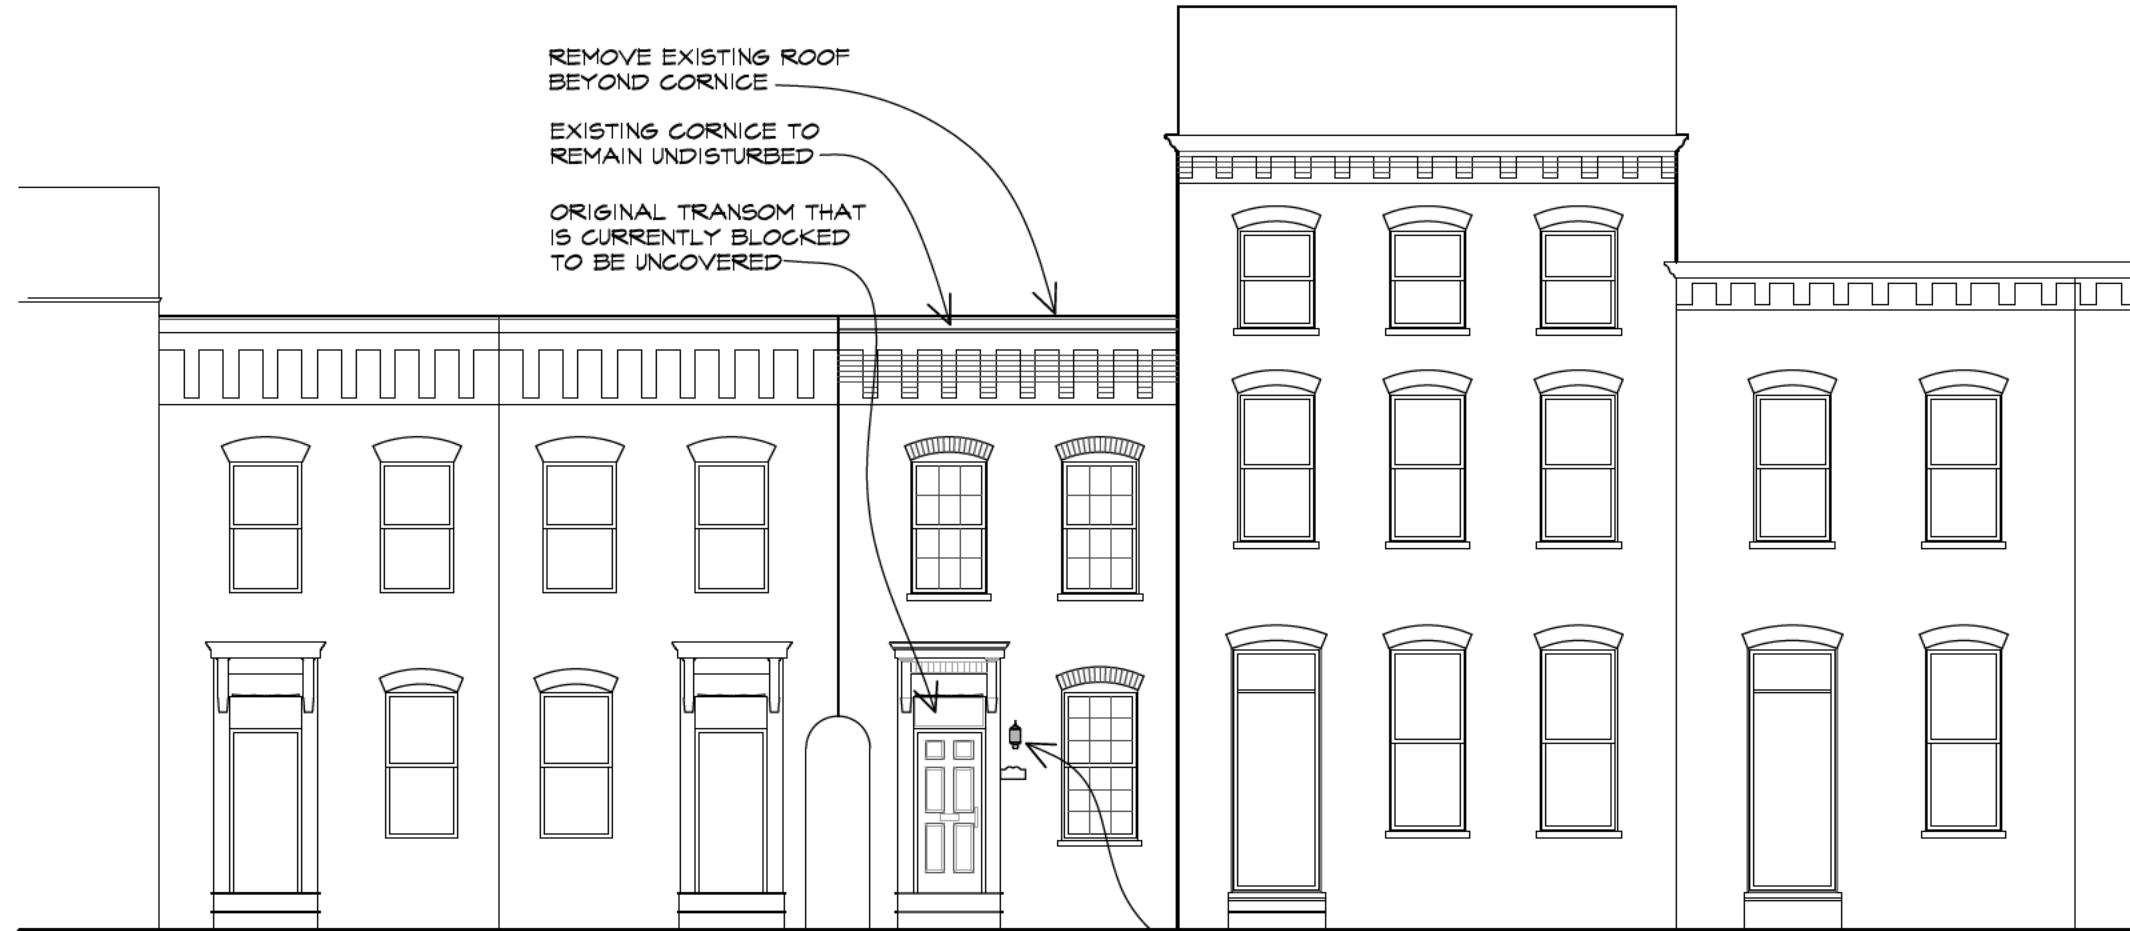 REMOVE EXISTING ROOF
BEYOND CORNICE
EXISTING CORNICE TO
REMAIN UNDISTURBED
ORIGINAL TRANSOM THAT
IS CURRENTLY BLOCKED
TO BE UNCOVERED